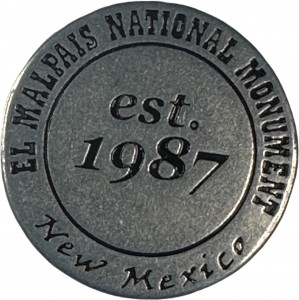 EL MALPAIS NATIONAL MONUMENT
est.
1987
New Mexico